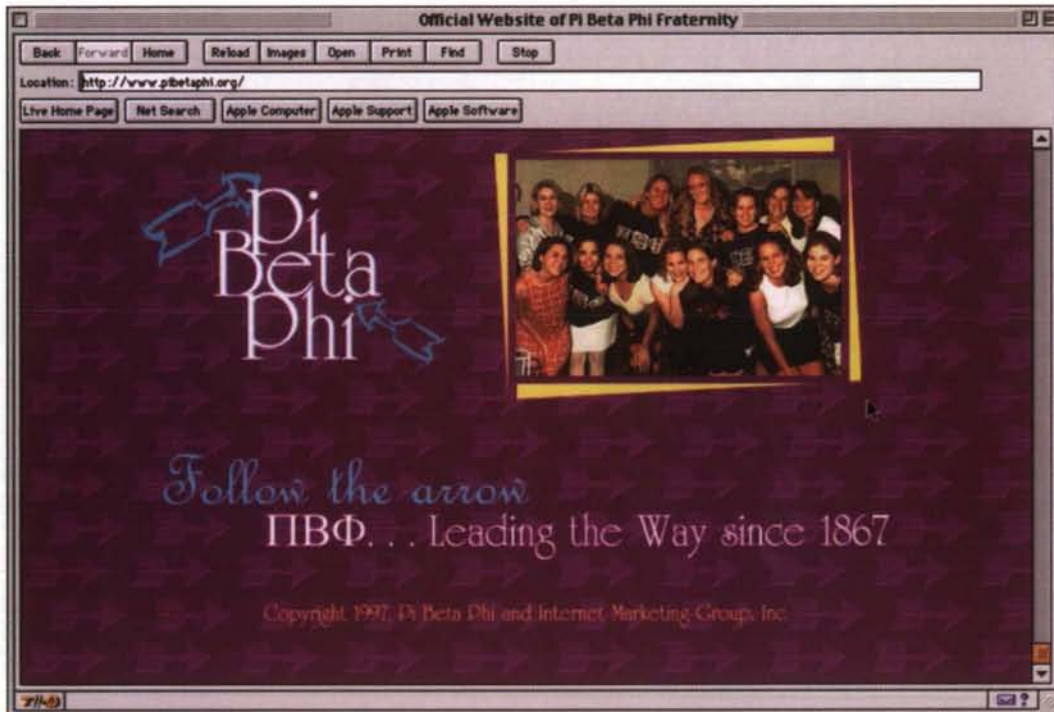 Official Website of Pi Beta Phi Fraternity
Back Forward Home Reload Images Open Print Find Stop
Location: http://www.pibetaphi.org/
Live Home Page Net Search Apple Computer Apple Support Apple Software
Pi
Beta
Phi
Follow the arrow
ΠΒΦ. . . Leading the Way since 1867
Copyright 1997, Pi Beta Phi and Internet Marketing Group, Inc.